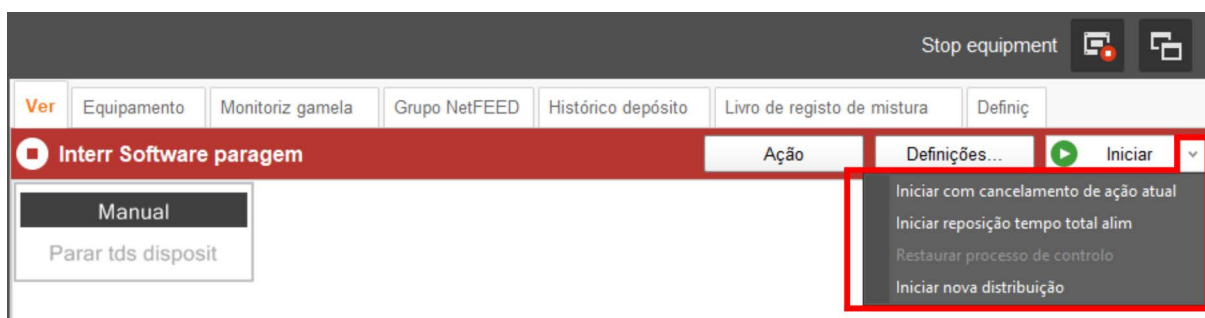 Stop equipment
Ver Equipamento Monitoriz gamela Grupo NetFEED Histórico depósito Livro de registo de mistura Definiç
Interr Software paragem Ação Definições... Iniciar
Iniciar com cancelamento de ação atual
Manual
Iniciar reposição tempo total alim
Parar tds disposit
Restaurar processo de controlo
Iniciar nova distribuição